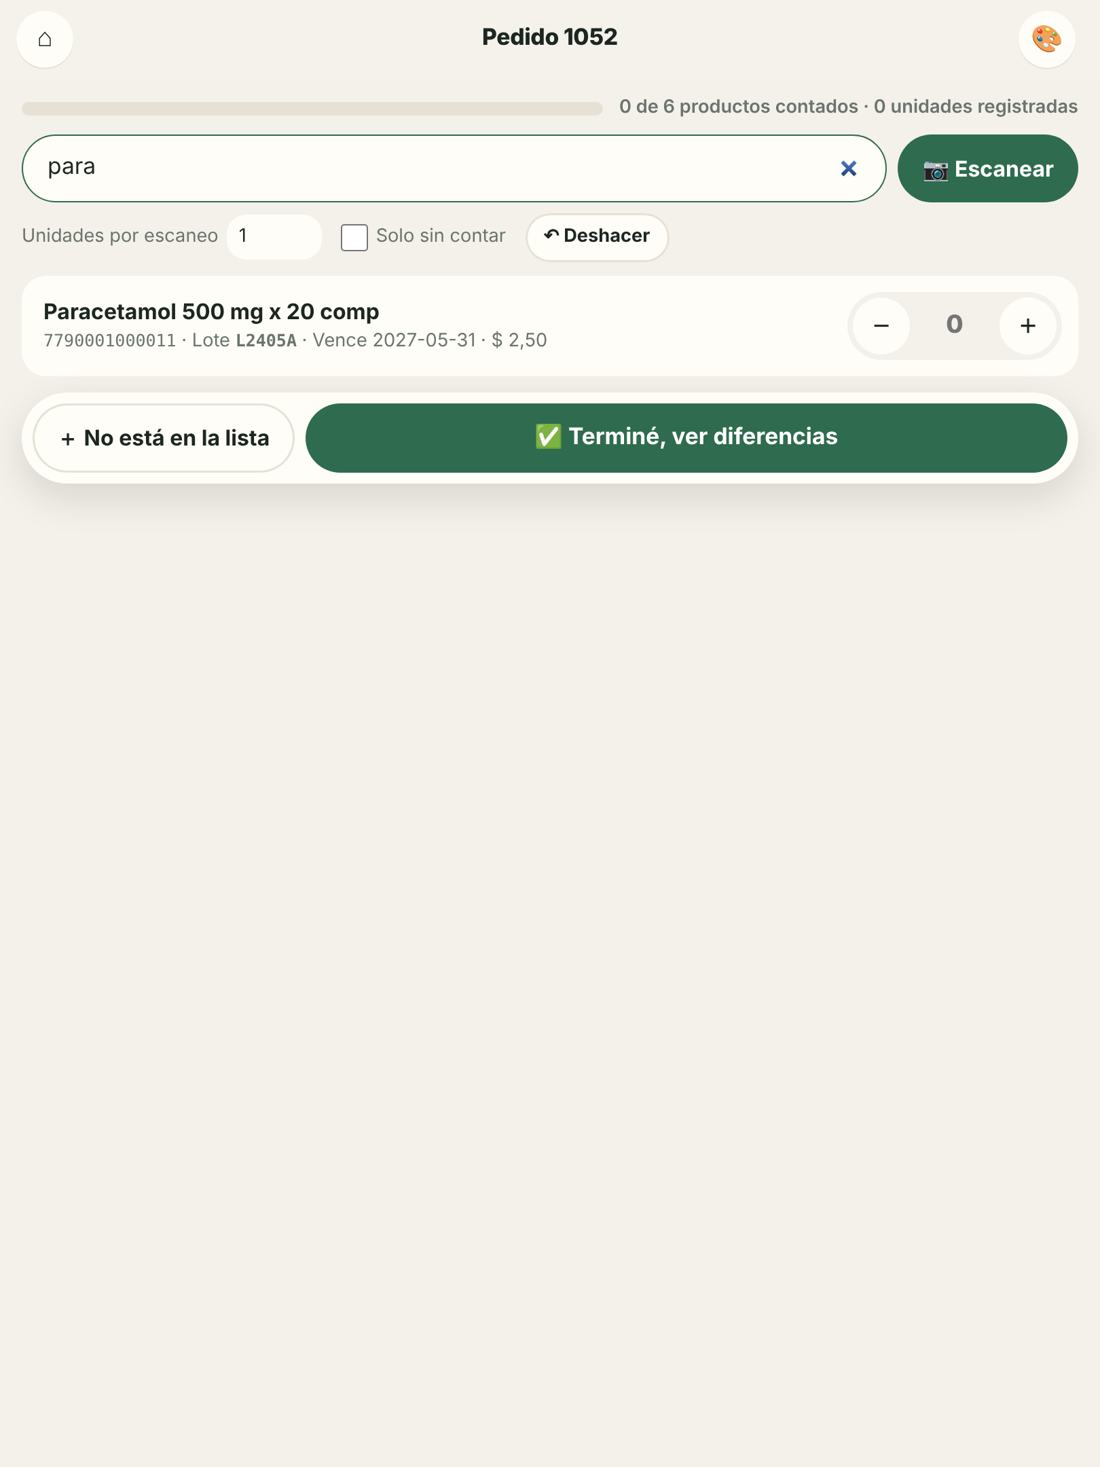 Pedido 1052
0 de 6 productos contados · 0 unidades registradas
para
📷 Escanear
Unidades por escaneo 1 Solo sin contar ↶ Deshacer
Paracetamol 500 mg x 20 comp
7790001000011 · Lote L2405A · Vence 2027-05-31 · $ 2,50
− 0 +
+ No está en la lista
✅ Terminé, ver diferencias